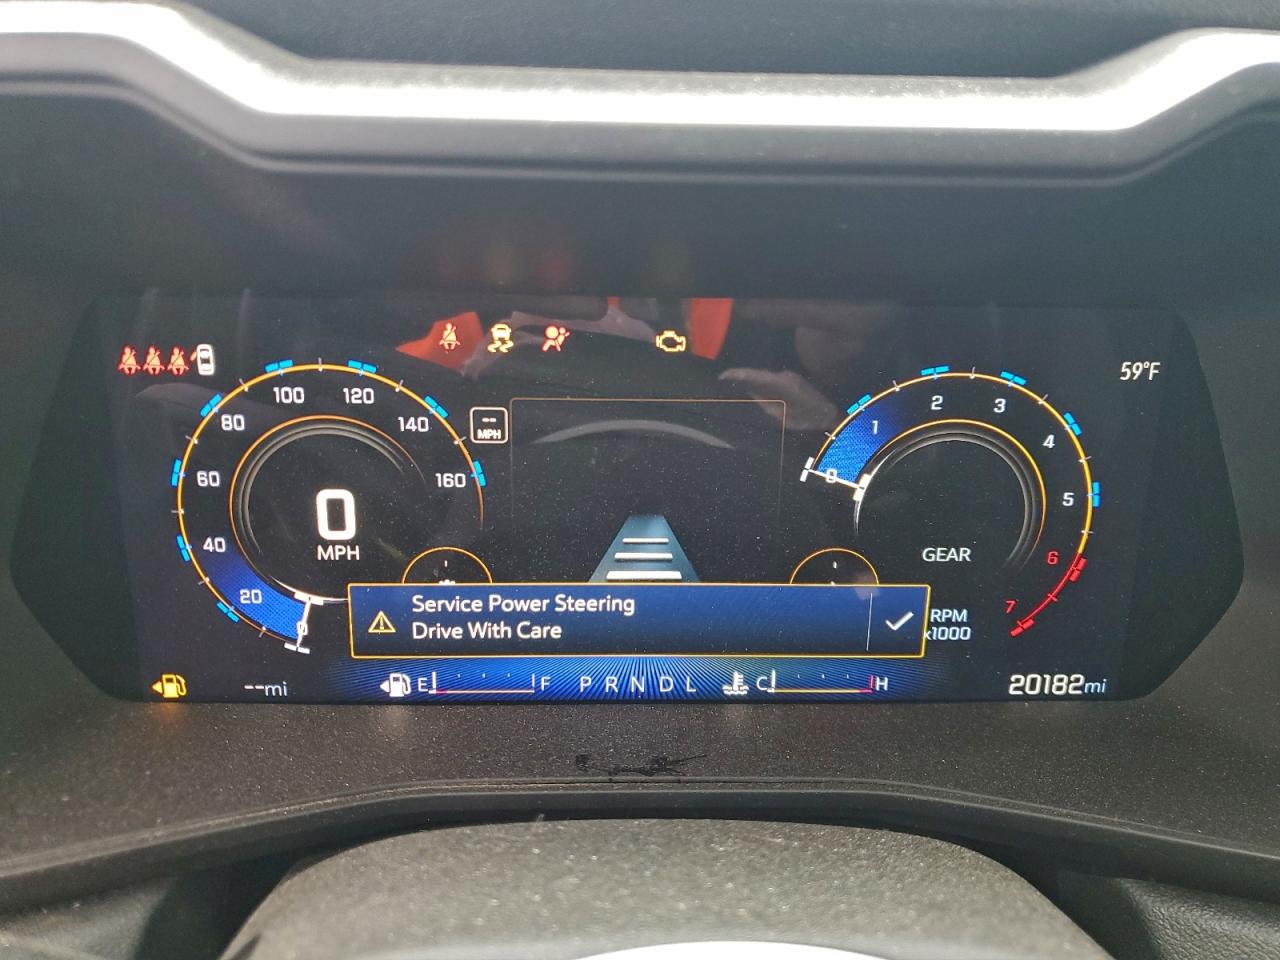 59°F
100 120
80 140
60 160
40
20
0
0
MPH
--
MPH
1 2 3
0 4
5
6
7
GEAR
RPM
x1000
Service Power Steering
Drive With Care
--mi
E F P R N D L C H
20182mi